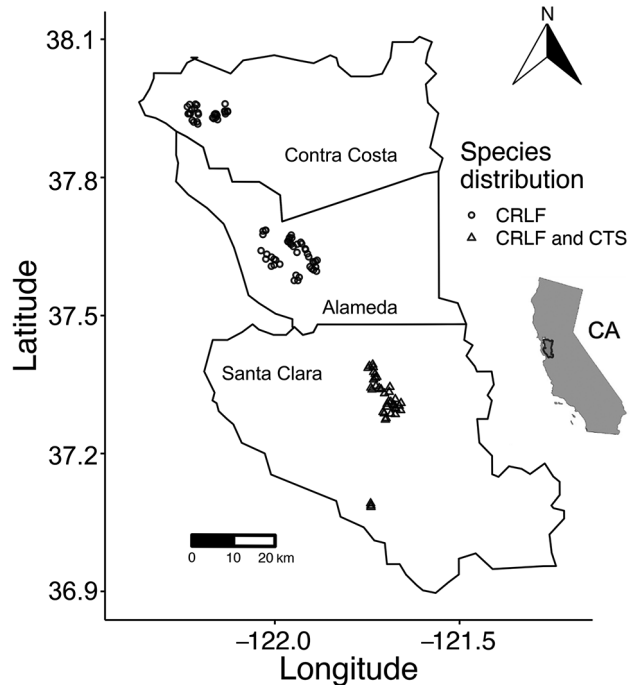 N
38.1
37.8
37.5
37.2
36.9
Latitude
Contra Costa
Alameda
Santa Clara
Species
distribution
CRLF
CRLF and CTS
CA
0 10 20 km
−122.0 −121.5
Longitude